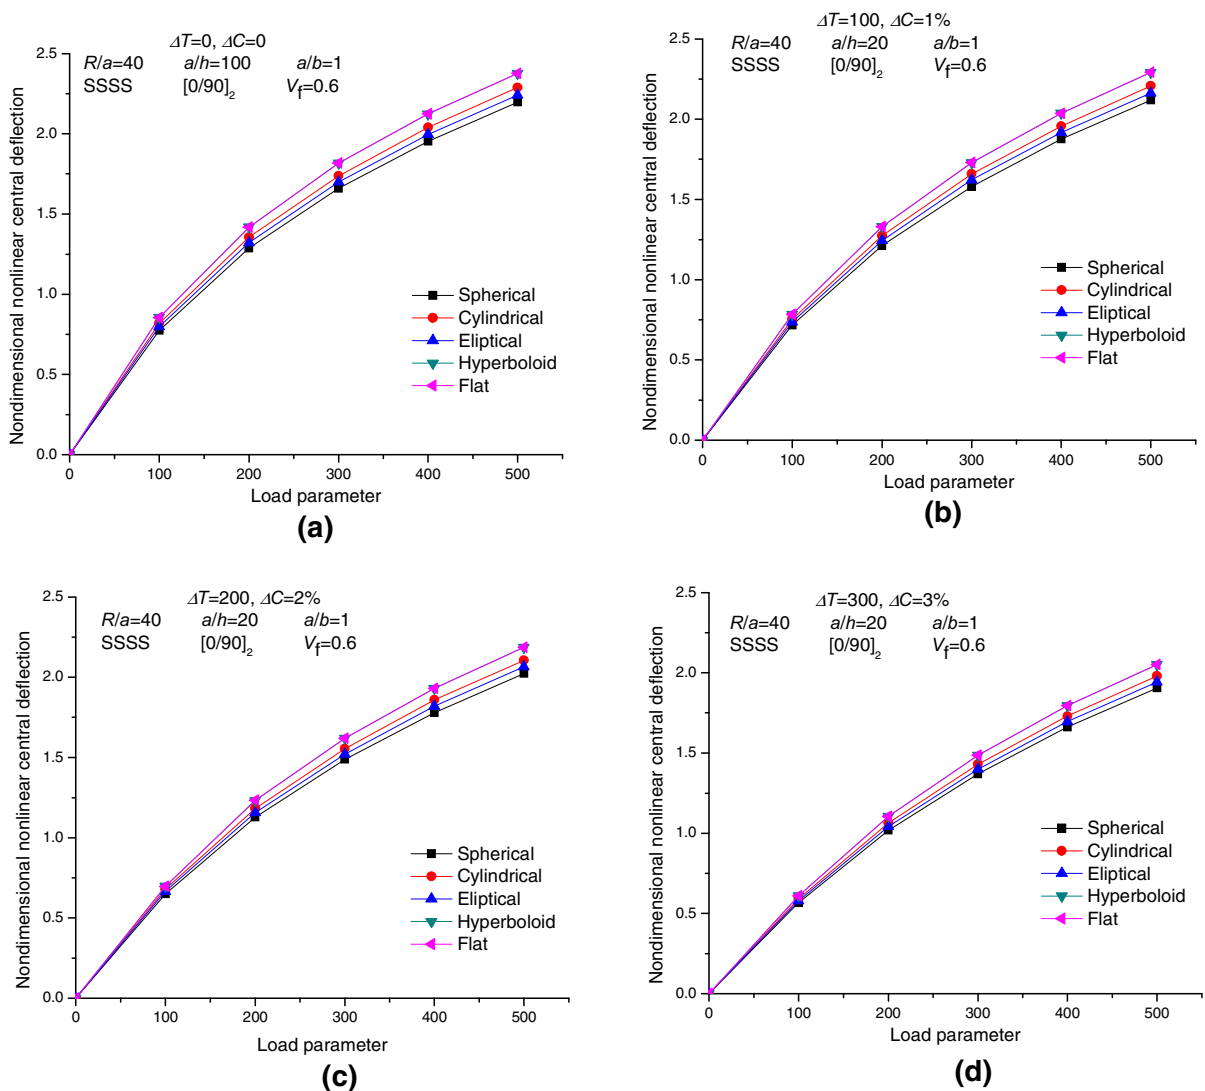 ΔT=0, ΔC=0
R/a=40 a/h=100 a/b=1
SSSS [0/90]2 Vf=0.6
Nondimensional nonlinear central deflection
2.5
2.0
1.5
1.0
0.5
0.0
Spherical
Cylindrical
Eliptical
Hyperboloid
Flat
0 100 200 300 400 500
Load parameter
(a)
ΔT=100, ΔC=1%
R/a=40 a/h=20 a/b=1
SSSS [0/90]2 Vf=0.6
Nondimensional nonlinear central deflection
2.5
2.0
1.5
1.0
0.5
0.0
Spherical
Cylindrical
Eliptical
Hyperboloid
Flat
0 100 200 300 400 500
Load parameter
(b)
ΔT=200, ΔC=2%
R/a=40 a/h=20 a/b=1
SSSS [0/90]2 Vf=0.6
Nondimensional nonlinear central deflection
2.5
2.0
1.5
1.0
0.5
0.0
Spherical
Cylindrical
Eliptical
Hyperboloid
Flat
0 100 200 300 400 500
Load parameter
(c)
ΔT=300, ΔC=3%
R/a=40 a/h=20 a/b=1
SSSS [0/90]2 Vf=0.6
Nondimensional nonlinear central deflection
2.5
2.0
1.5
1.0
0.5
0.0
Spherical
Cylindrical
Eliptical
Hyperboloid
Flat
0 100 200 300 400 500
Load parameter
(d)